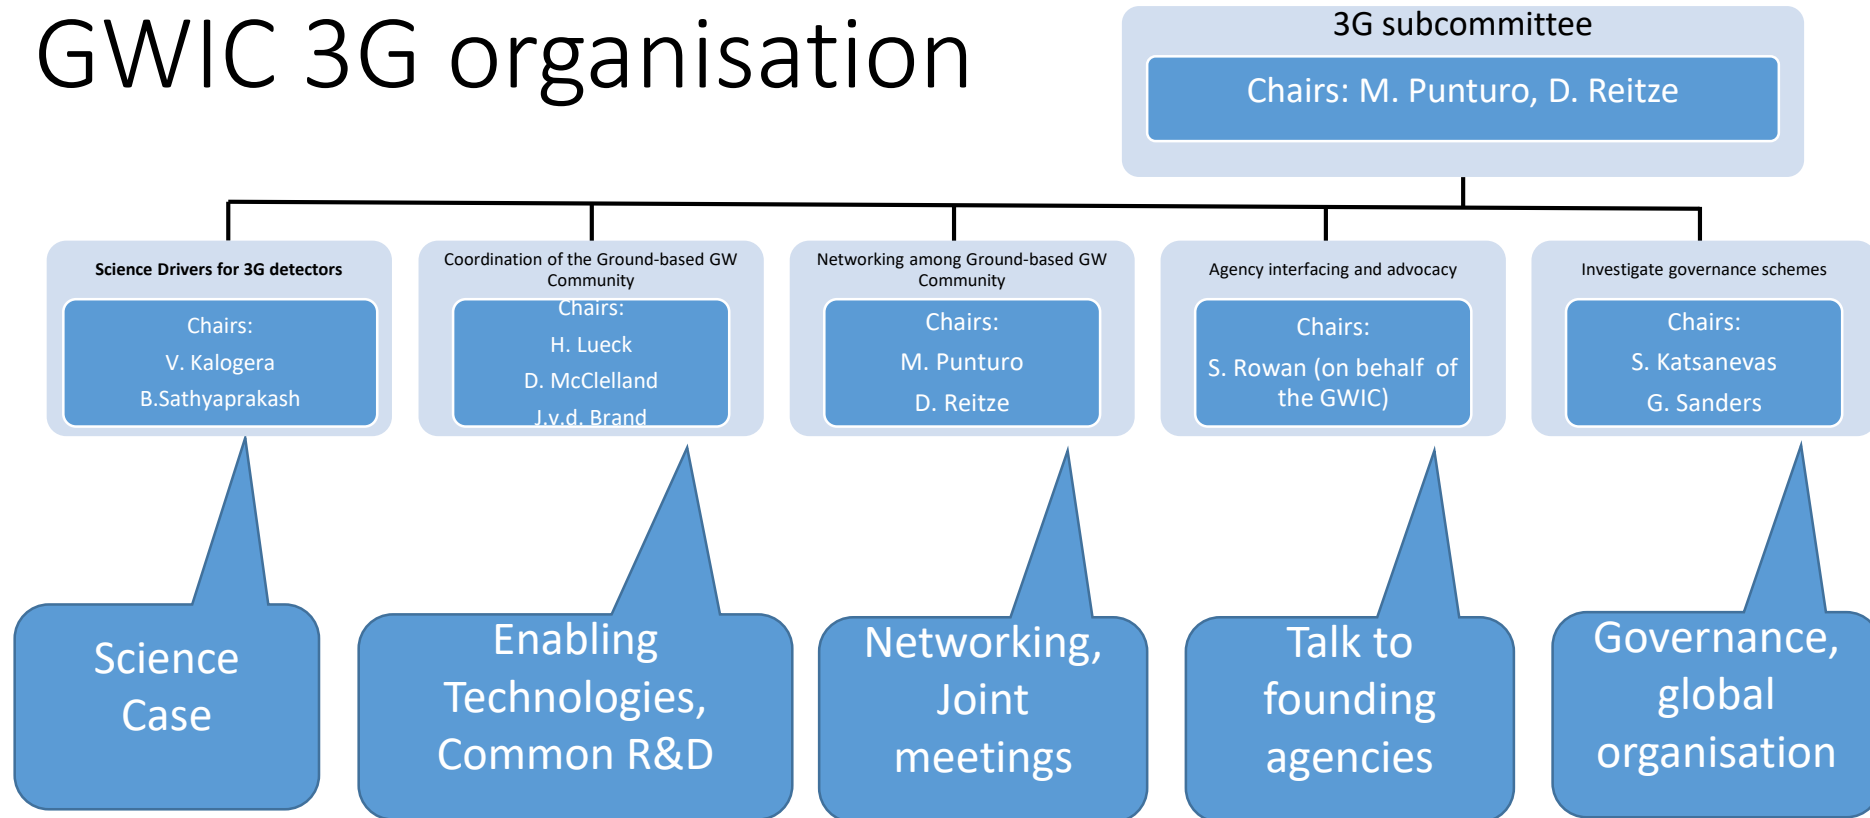 GWIC 3G organisation
3G subcommittee
Chairs: M. Punturo, D. Reitze
Science Drivers for 3G detectors
Chairs:
V. Kalogera
B.Sathyaprakash
Coordination of the Ground-based GW
Community
Chairs:
H. Lueck
D. McClelland
J.v.d. Brand
Networking among Ground-based GW
Community
Chairs:
M. Punturo
D. Reitze
Agency interfacing and advocacy
Chairs:
S. Rowan (on behalf of
the GWIC)
Investigate governance schemes
Chairs:
S. Katsanevas
G. Sanders
Science
Case
Enabling
Technologies,
Common R&D
Networking,
Joint
meetings
Talk to
founding
agencies
Governance,
global
organisation